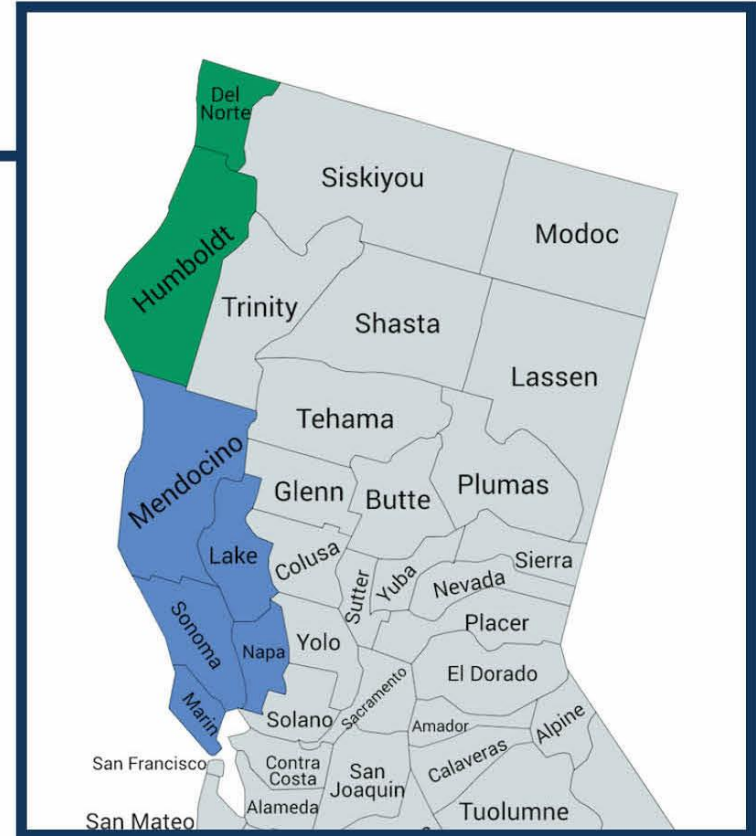 Del
Norte
Siskiyou
Modoc
Humboldt
Trinity
Shasta
Lassen
Tehama
Mendocino
Glenn
Butte
Plumas
Lake
Colusa
Sutter
Yuba
Nevada
Sierra
Sonoma
Napa
Yolo
Placer
El Dorado
Marin
Solano
Sacramento
Amador
Alpine
San Francisco
Contra
Costa
San
Joaquin
Calaveras
Alameda
Tuolumne
San Mateo